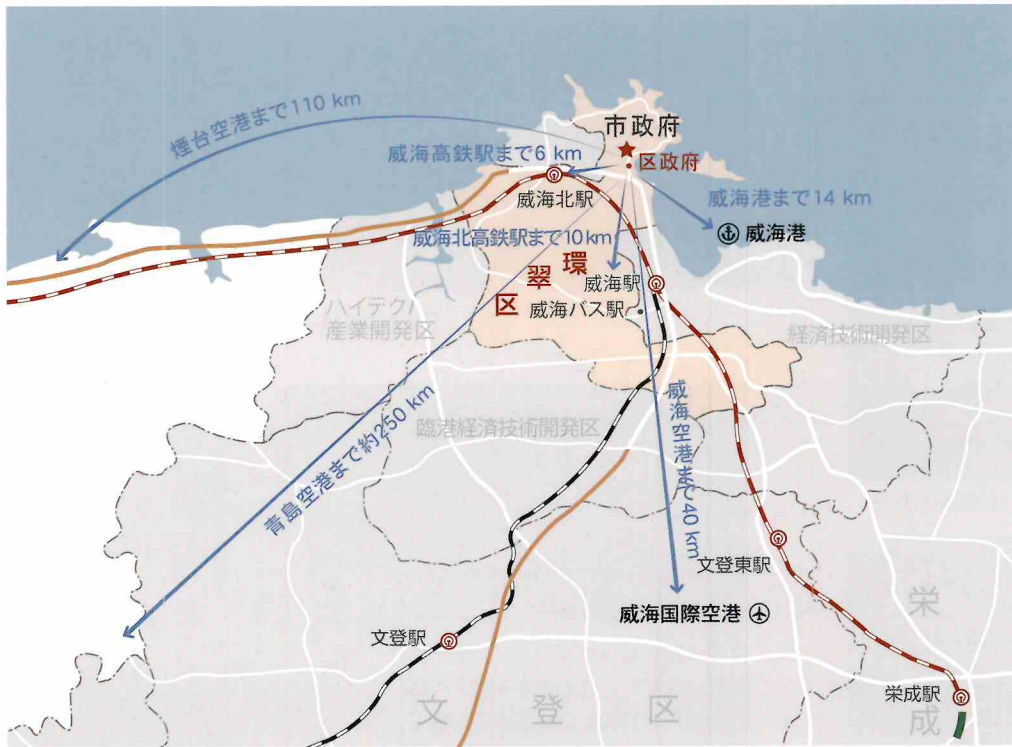 煙台空港まで110 km
市政府
区政府
威海高鉄駅まで6 km
威海北駅
威海港まで14 km
威海港
威海北高鉄駅まで10km
環翠区
威海駅
威海バス駅
ハイテク
産業開発区
経済技術開発区
臨港経済技術開発区
威海空港まで40 km
青島空港まで約250 km
文登東駅
威海国際空港
文登駅
文登区
栄成駅
栄成